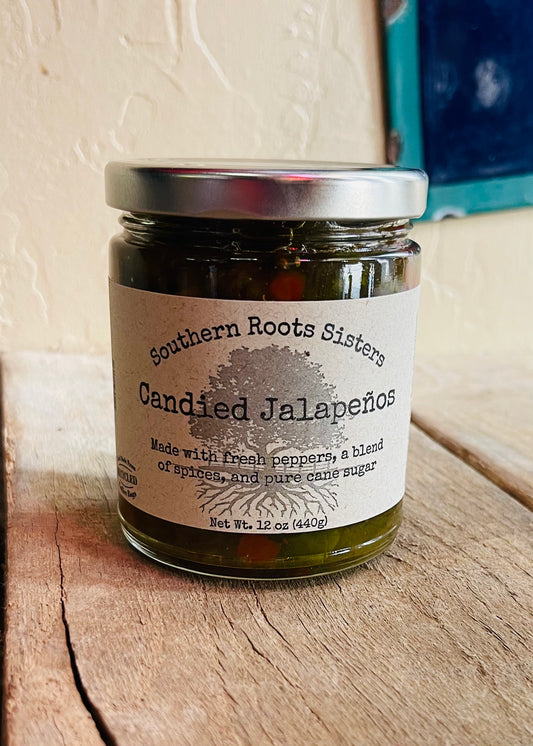 Southern Roots Sisters
Candied Jalapeños
Made with fresh peppers, a blend
of spices, and pure cane sugar
Net Wt. 12 oz (440g)